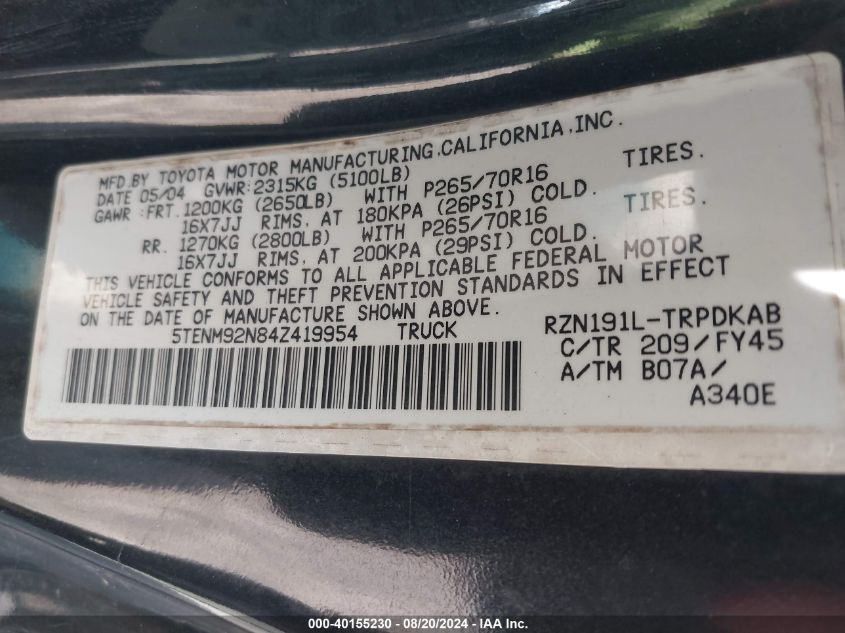 MFD.BY TOYOTA MOTOR MANUFACTURING,CALIFORNIA,INC.
DATE 05/04 GVWR:2315KG (5100LB)
GAWR:FRT.1200KG (2650LB) WITH P265/70R16 TIRES.
16X7JJ RIMS. AT 180KPA (26PSI) COLD.
RR. 1270KG (2800LB) WITH P265/70R16 TIRES.
16X7JJ RIMS. AT 200KPA (29PSI) COLD.
THIS VEHICLE CONFORMS TO ALL APPLICABLE FEDERAL MOTOR
VEHICLE SAFETY AND THEFT PREVENTION STANDARDS IN EFFECT
ON THE DATE OF MANUFACTURE SHOWN ABOVE.
5TENM92N84Z419954 TRUCK RZN191L-TRPDKAB
C/TR 209/FY45
A/TM B07A/
A340E
000-40155230 - 08/20/2024 - IAA Inc.